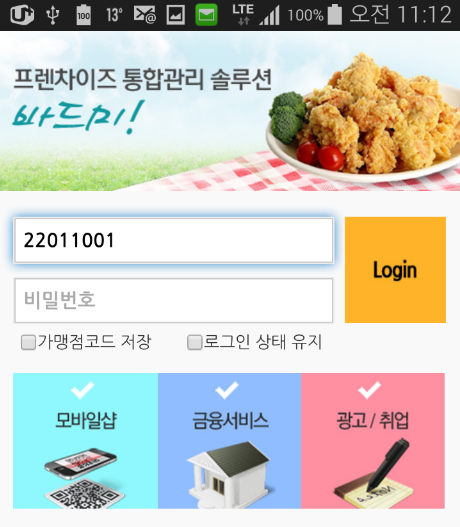 U+ 100 13° LTE 100% 오전 11:12
프렌차이즈 통합관리 솔루션
바드미!
22011001
Login
비밀번호
가맹점코드 저장 로그인 상태 유지
모바일샵 금융서비스 광고 / 취업